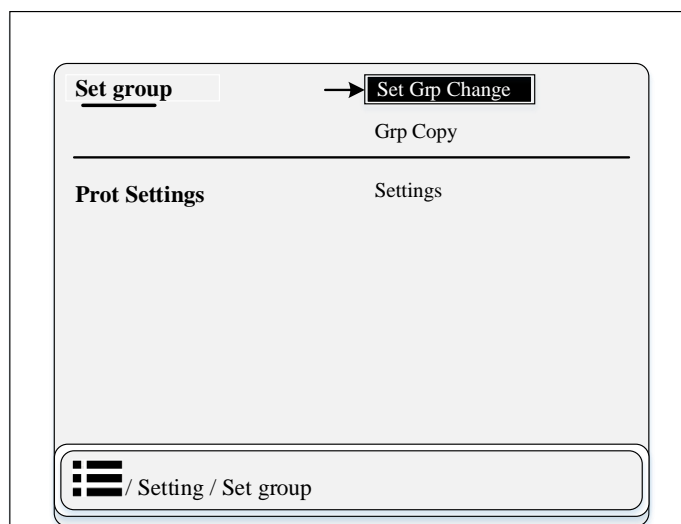 Set group Set Grp Change
Grp Copy
Prot Settings Settings
/ Setting / Set group